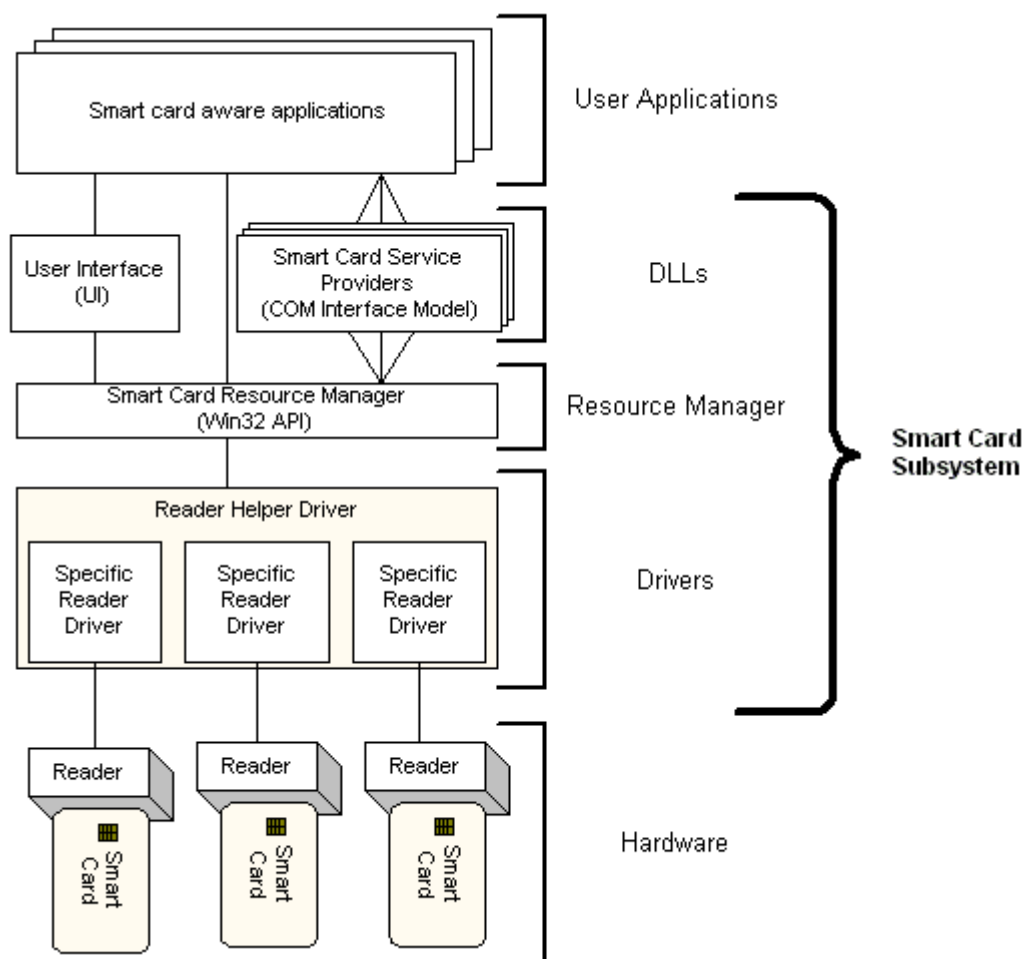 Smart card aware applications
User Applications
User Interface
(UI)
Smart Card Service
Providers
(COM Interface Model)
DLLs
Smart Card Resource Manager
(Win32 API)
Resource Manager
Smart Card
Subsystem
Reader Helper Driver
Specific
Reader
Driver
Specific
Reader
Driver
Specific
Reader
Driver
Drivers
Reader
Reader
Reader
Smart
Card
Smart
Card
Smart
Card
Hardware